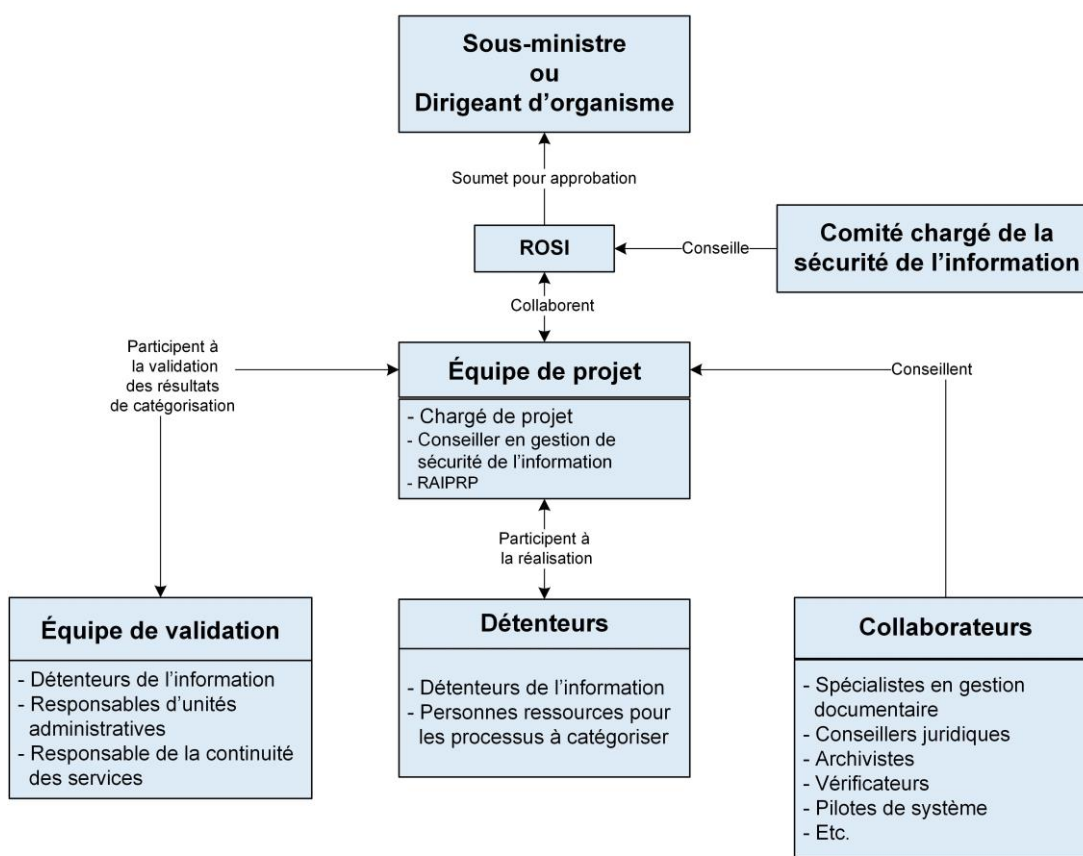 Sous-ministre
ou
Dirigeant d’organisme
Soumet pour approbation
ROSI
Conseille
Comité chargé de la
sécurité de l’information
Collaborent
Participent à
la validation
des résultats
de catégorisation
Équipe de projet
- Chargé de projet
- Conseiller en gestion de
sécurité de l’information
- RAIPRP
Conseillent
Participent à
la réalisation
Équipe de validation
- Détenteurs de l’information
- Responsables d’unités
administratives
- Responsable de la continuité
des services
Détenteurs
- Détenteurs de l’information
- Personnes ressources pour
les processus à catégoriser
Collaborateurs
- Spécialistes en gestion
documentaire
- Conseillers juridiques
- Archivistes
- Vérificateurs
- Pilotes de système
- Etc.